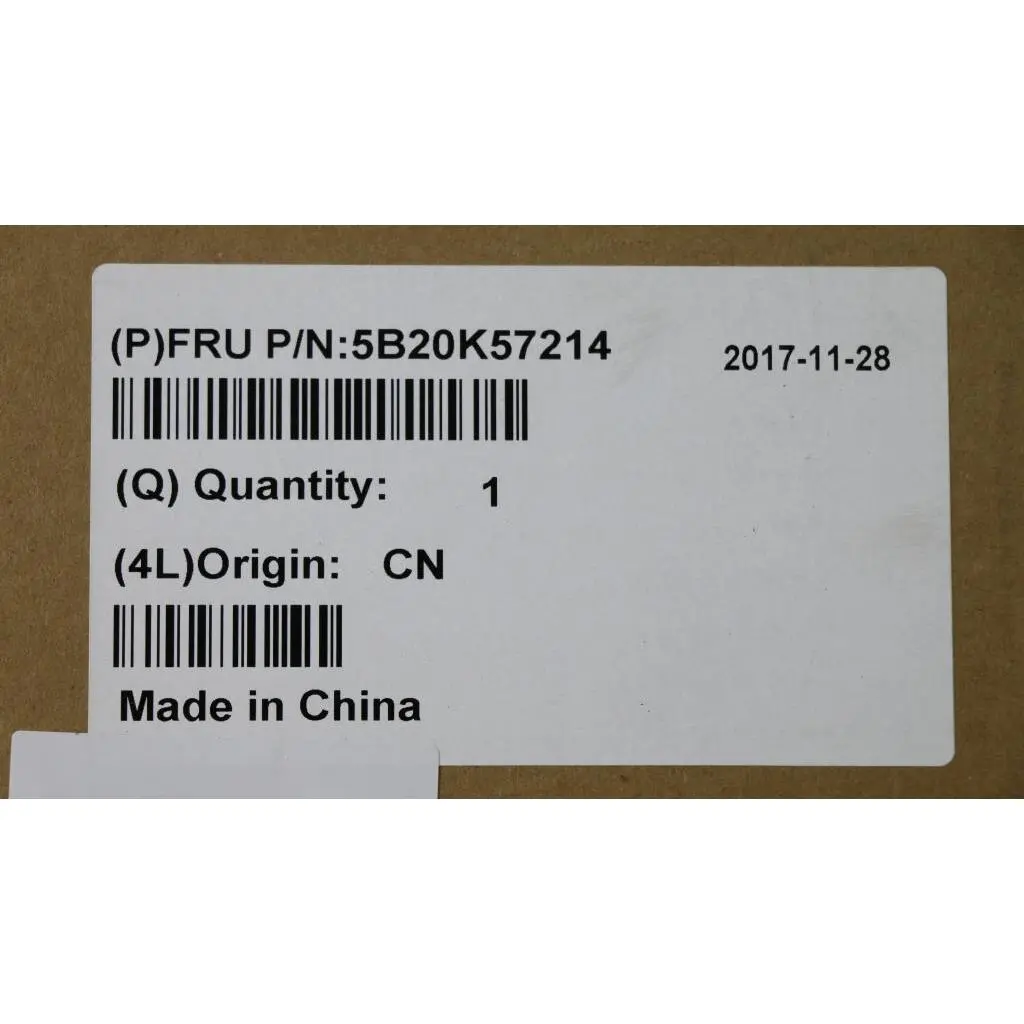 (P)FRU P/N:5B20K57214
2017-11-28
(Q) Quantity: 1
(4L)Origin: CN
Made in China